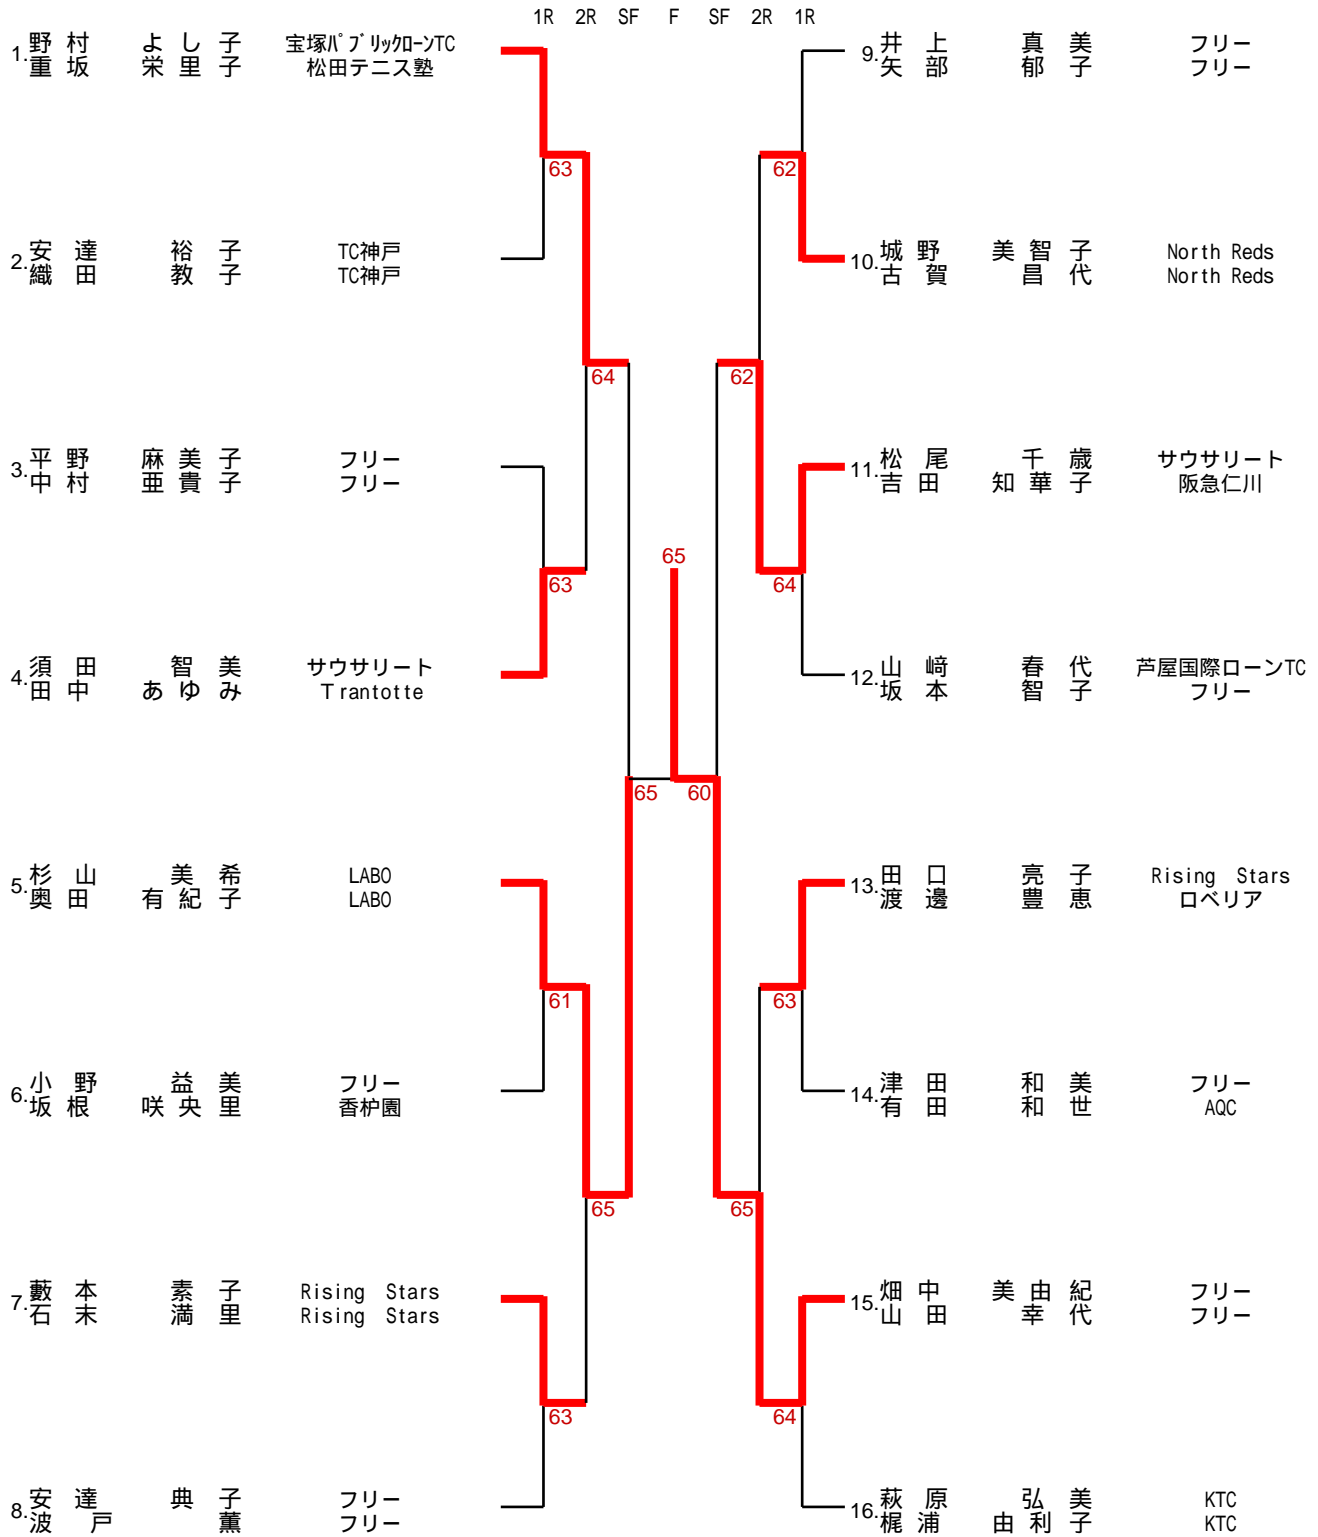 1R 2R SF F SF 2R 1R
1. 野村 よし子 宝塚パブリックローンTC
重坂 栄里子 松田テニス塾
9. 井上 真美 フリー
矢部 郁子 フリー
63
62
2. 安達 裕子 TC神戸
織田 教子 TC神戸
10. 城野 美智子 North Reds
古賀 昌代 North Reds
64
62
3. 平野 麻美子 フリー
中村 亜貴子 フリー
11. 松尾 千歳 サウサリート
吉田 知華子 阪急仁川
65
63
64
4. 須田 智美 サウサリート
田中 あゆみ Trantotte
12. 山﨑 春代 芦屋国際ローンTC
坂本 智子 フリー
65 60
5. 杉山 美希 LABO
奥田 有紀子 LABO
13. 田口 亮子 Rising Stars
渡邊 豊恵 ロベリア
61
63
6. 小野 益美 フリー
坂根 咲央里 香枦園
14. 津田 和美 フリー
有田 和世 AQC
65
65
7. 藪本 素子 Rising Stars
石末 満里 Rising Stars
15. 畑中 美由紀 フリー
山田 幸代 フリー
63
64
8. 安達 典子 フリー
波戸 薫 フリー
16. 萩原 弘美 KTC
梶浦 由利子 KTC